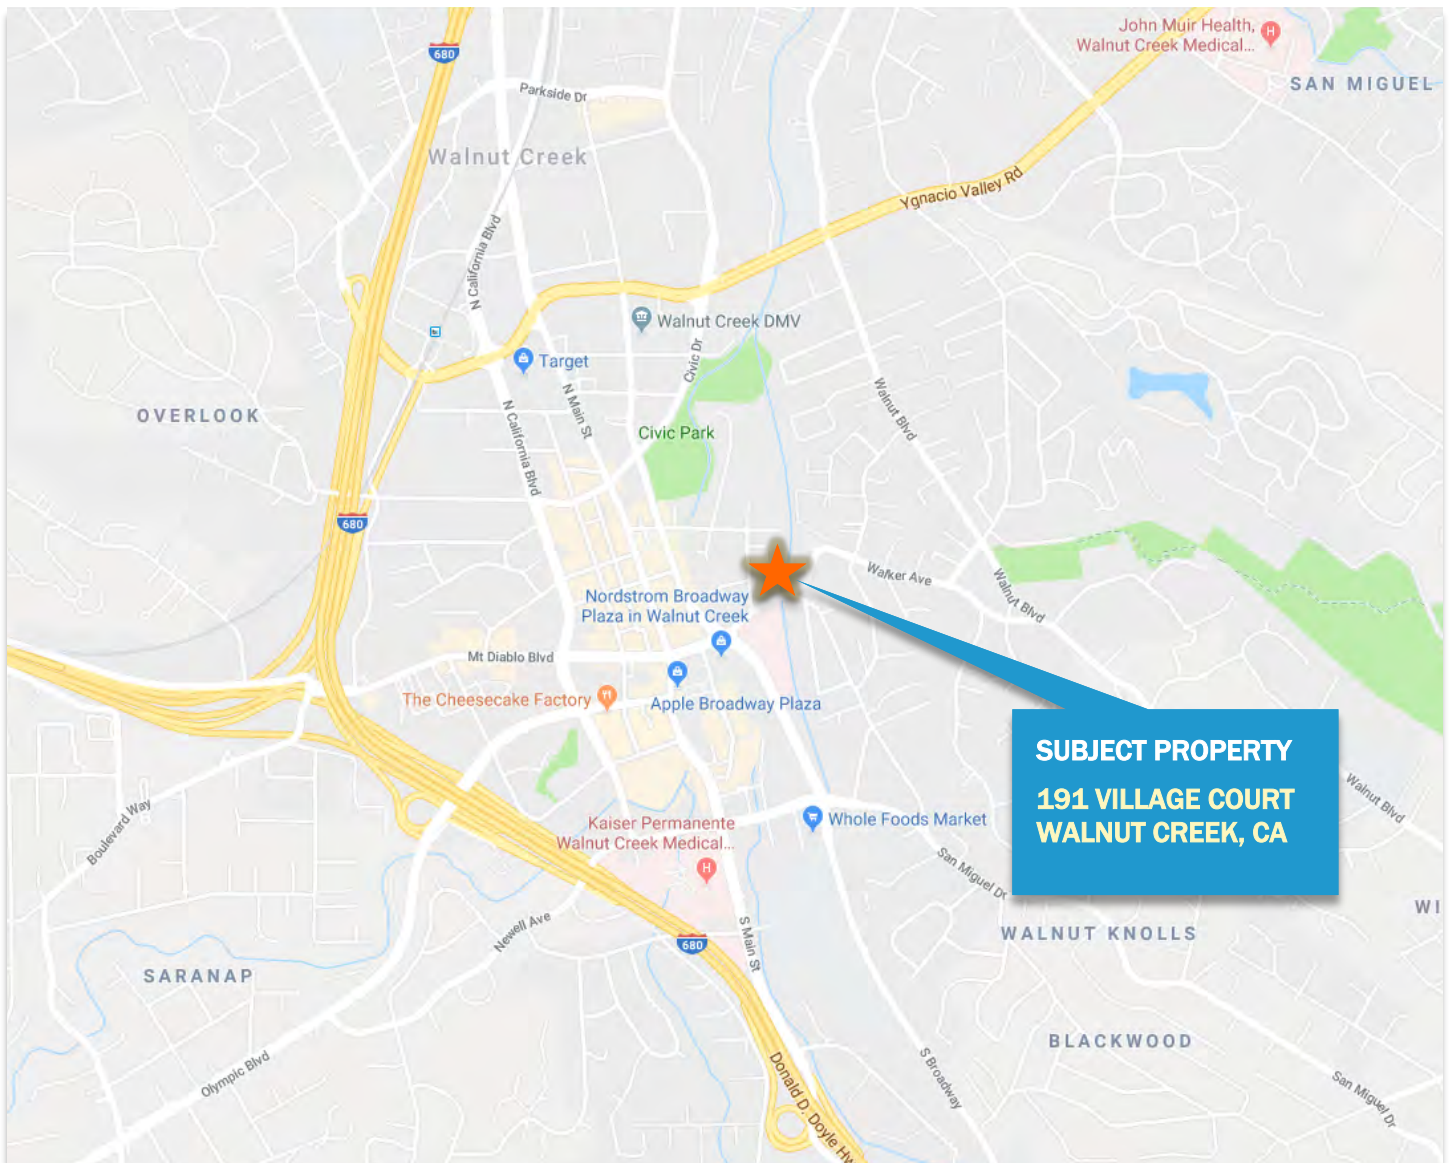 John Muir Health,
Walnut Creek Medical...
680
SAN MIGUEL
Parkside Dr
Walnut Creek
Ygnacio Valley Rd
N California Blvd
Walnut Creek DMV
Target
Civic Dr
N Main St
Walnut Blvd
OVERLOOK
N California Blvd
Civic Park
680
Walker Ave
Walnut Blvd
Nordstrom Broadway
Plaza in Walnut Creek
Mt Diablo Blvd
The Cheesecake Factory
Apple Broadway Plaza
SUBJECT PROPERTY
191 VILLAGE COURT
WALNUT CREEK, CA
Walnut Blvd
Boulevard Way
Kaiser Permanente
Walnut Creek Medical...
H
H
Whole Foods Market
San Miguel Dr
WI
WALNUT KNOLLS
Newell Ave
S Main St
680
SARANAP
BLACKWOOD
Olympic Blvd
S Broadway
Donald D. Doyle Hw
San Miguel Dr